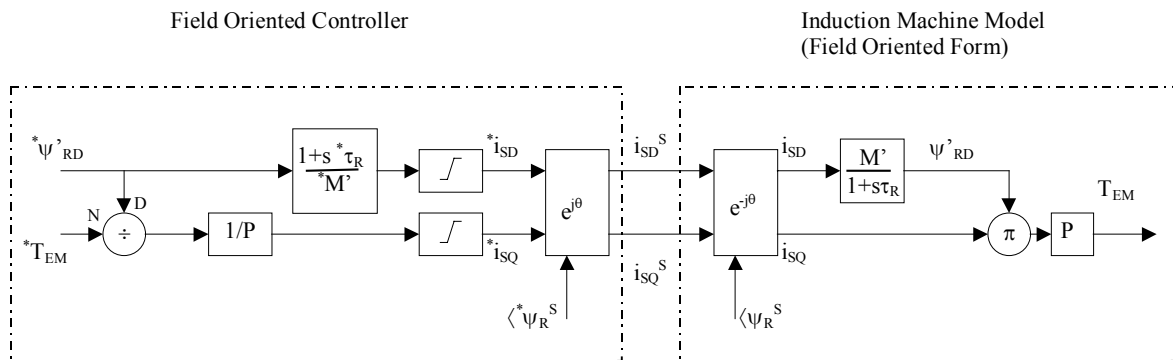 Field Oriented Controller
Induction Machine Model
(Field Oriented Form)
*ψ'RD
1+s *τR
*M'
*iSD
iSD^S
iSD
M'
1+sτR
ψ'RD
TEM
N
D
÷
1/P
e^jθ
e^-jθ
π
P
*TEM
*iSQ
iSQ^S
iSQ
⟨*ψR^S
⟨ψR^S